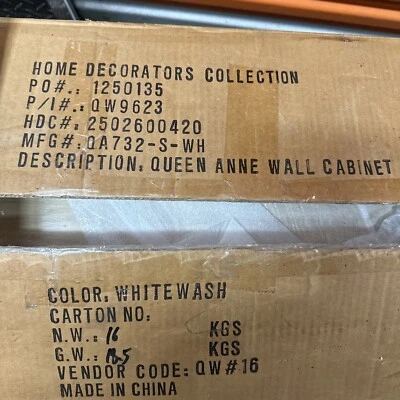 HOME DECORATORS COLLECTION
PO#.: 1250135
P/I#.: QW9623
HDC#: 2502600420
MFG#: QA732-S-WH
DESCRIPTION: QUEEN ANNE WALL CABINET
COLOR: WHITEWASH
CARTON NO:
N.W.: 16 KGS
G.W.: 18.5 KGS
VENDOR CODE: QW#16
MADE IN CHINA